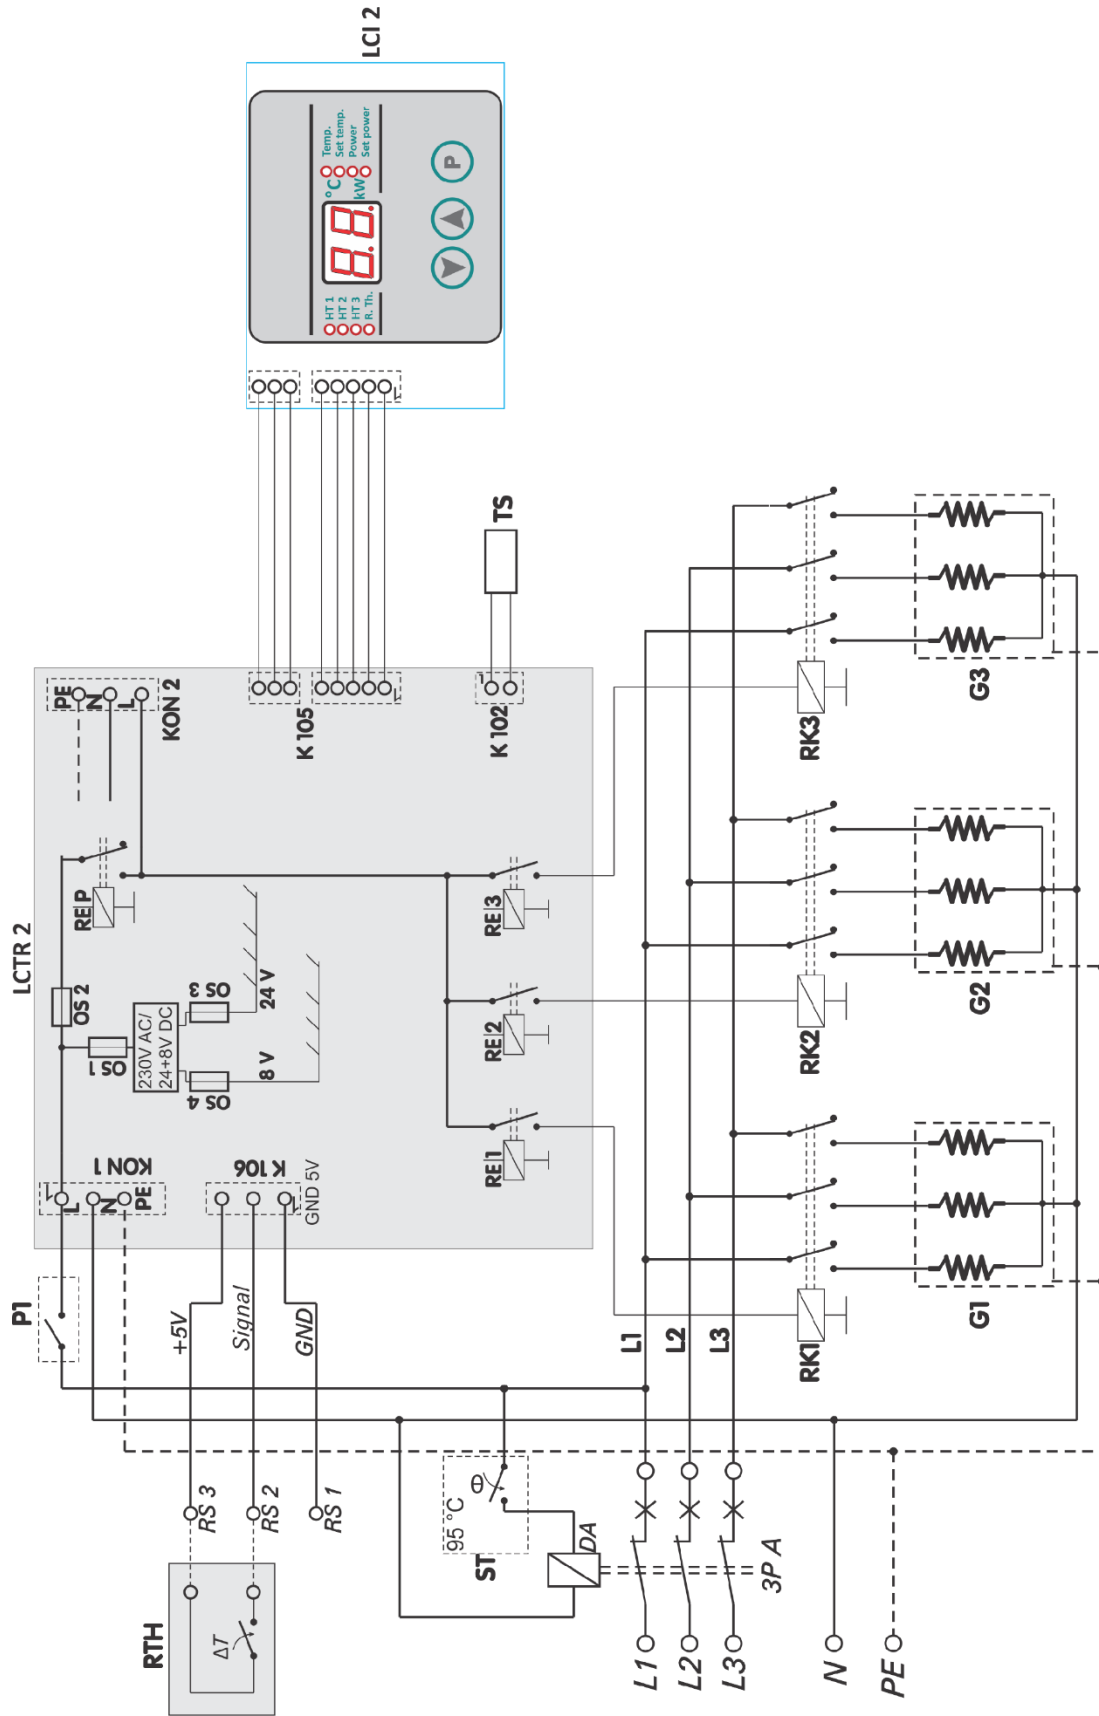 LCI 2
Temp.
Set temp.
Power
Set power
°C
kW
8.8.
HT 1
HT 2
HT 3
R. Th.
P
LCTR 2
PE
N
L
KON 2
K 105
K 102
TS
RE P
OS 2
OS 1
230V AC/
24+8V DC
OS 3
OS 4
24 V
8 V
RE 3
RE 2
RE 1
L
N
PE
KON 1
K 106
GND 5V
P1
+5V
Signal
GND
RS 3
RS 2
RS 1
RTH
ΔT
95 °C
θ
ST
DA
3P A
L1
L2
L3
RK1
RK2
RK3
G1
G2
G3
L1
L2
L3
N
PE